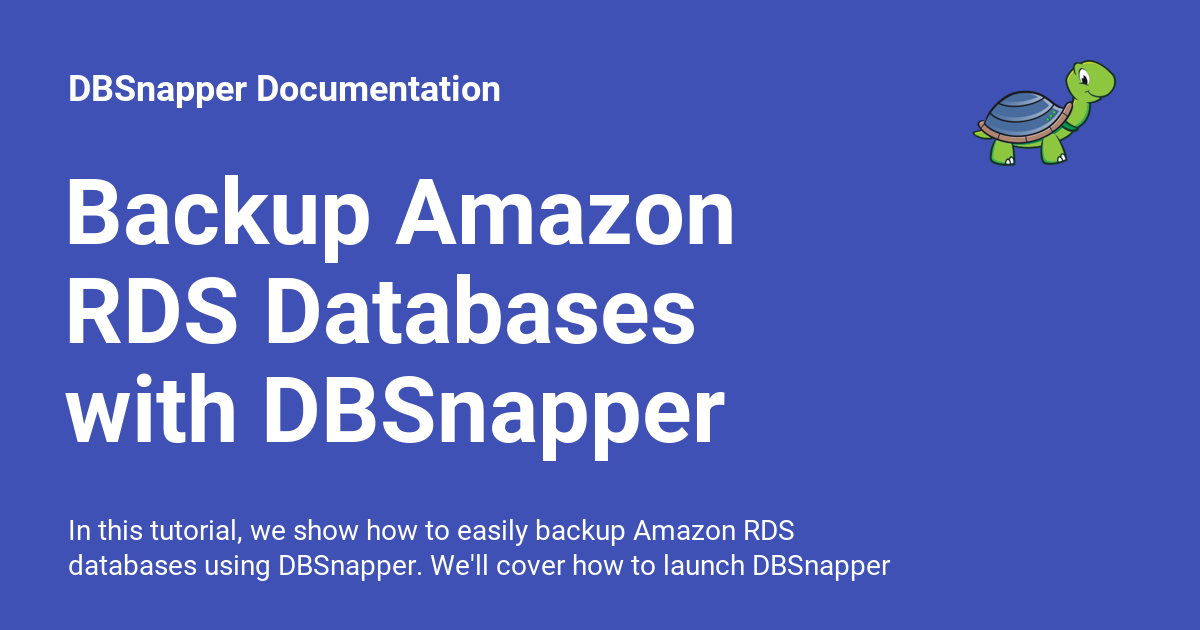 DBSnapper Documentation
Backup Amazon
RDS Databases
with DBSnapper
In this tutorial, we show how to easily backup Amazon RDS
databases using DBSnapper. We'll cover how to launch DBSnapper